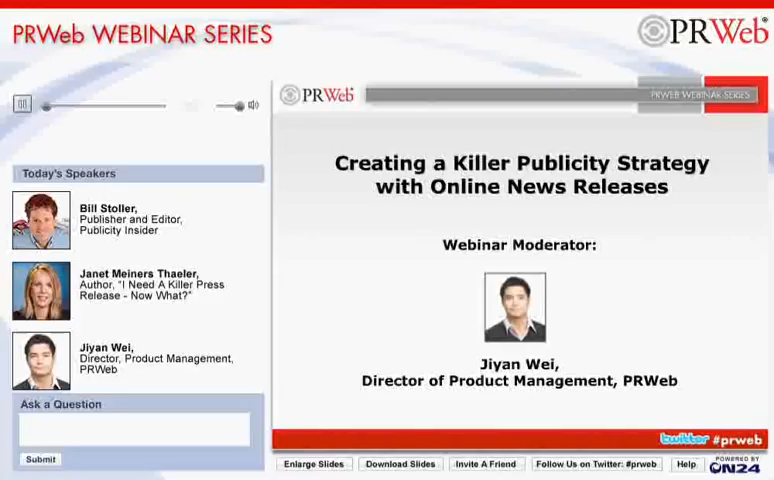 PRWeb WEBINAR SERIES
PRWeb
PRWeb
PRWEB WEBINAR SERIES
Today's Speakers
Bill Stoller,
Publisher and Editor,
Publicity Insider
Janet Meiners Thaeler,
Author, "I Need A Killer Press
Release - Now What?"
Jiyan Wei,
Director, Product Management,
PRWeb
Ask a Question
Submit
Creating a Killer Publicity Strategy
with Online News Releases
Webinar Moderator:
Jiyan Wei,
Director of Product Management, PRWeb
twitter #prweb
Enlarge Slides
Download Slides
Invite A Friend
Follow Us on Twitter: #prweb
Help
POWERED BY
ON24